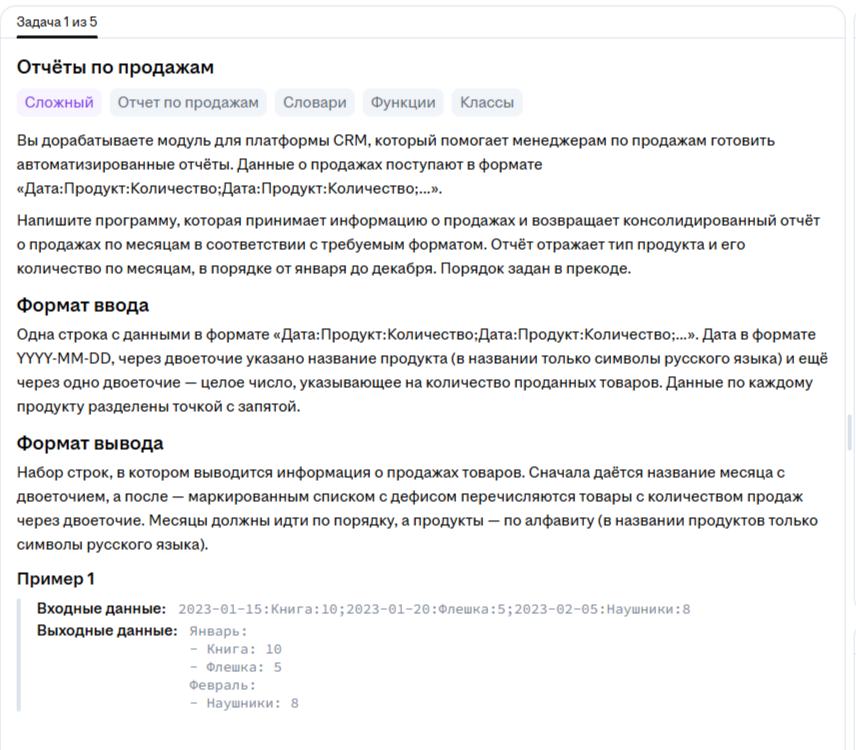 Задача 1 из 5
Отчёты по продажам
Сложный Отчет по продажам Словари Функции Классы
Вы дорабатываете модуль для платформы CRM, который помогает менеджерам по продажам готовить
автоматизированные отчёты. Данные о продажах поступают в формате
«Дата:Продукт:Количество;Дата:Продукт:Количество;...».
Напишите программу, которая принимает информацию о продажах и возвращает консолидированный отчёт
о продажах по месяцам в соответствии с требуемым форматом. Отчёт отражает тип продукта и его
количество по месяцам, в порядке от января до декабря. Порядок задан в прекоде.
Формат ввода
Одна строка с данными в формате «Дата:Продукт:Количество;Дата:Продукт:Количество;...». Дата в формате
YYYY-MM-DD, через двоеточие указано название продукта (в названии только символы русского языка) и ещё
через одно двоеточие — целое число, указывающее на количество проданных товаров. Данные по каждому
продукту разделены точкой с запятой.
Формат вывода
Набор строк, в котором выводится информация о продажах товаров. Сначала даётся название месяца с
двоеточием, а после — маркированным списком с дефисом перечисляются товары с количеством продаж
через двоеточие. Месяцы должны идти по порядку, а продукты — по алфавиту (в названии продуктов только
символы русского языка).
Пример 1
Входные данные: 2023-01-15:Книга:10;2023-01-20:Флешка:5;2023-02-05:Наушники:8
Выходные данные: Январь:
- Книга: 10
- Флешка: 5
Февраль:
- Наушники: 8